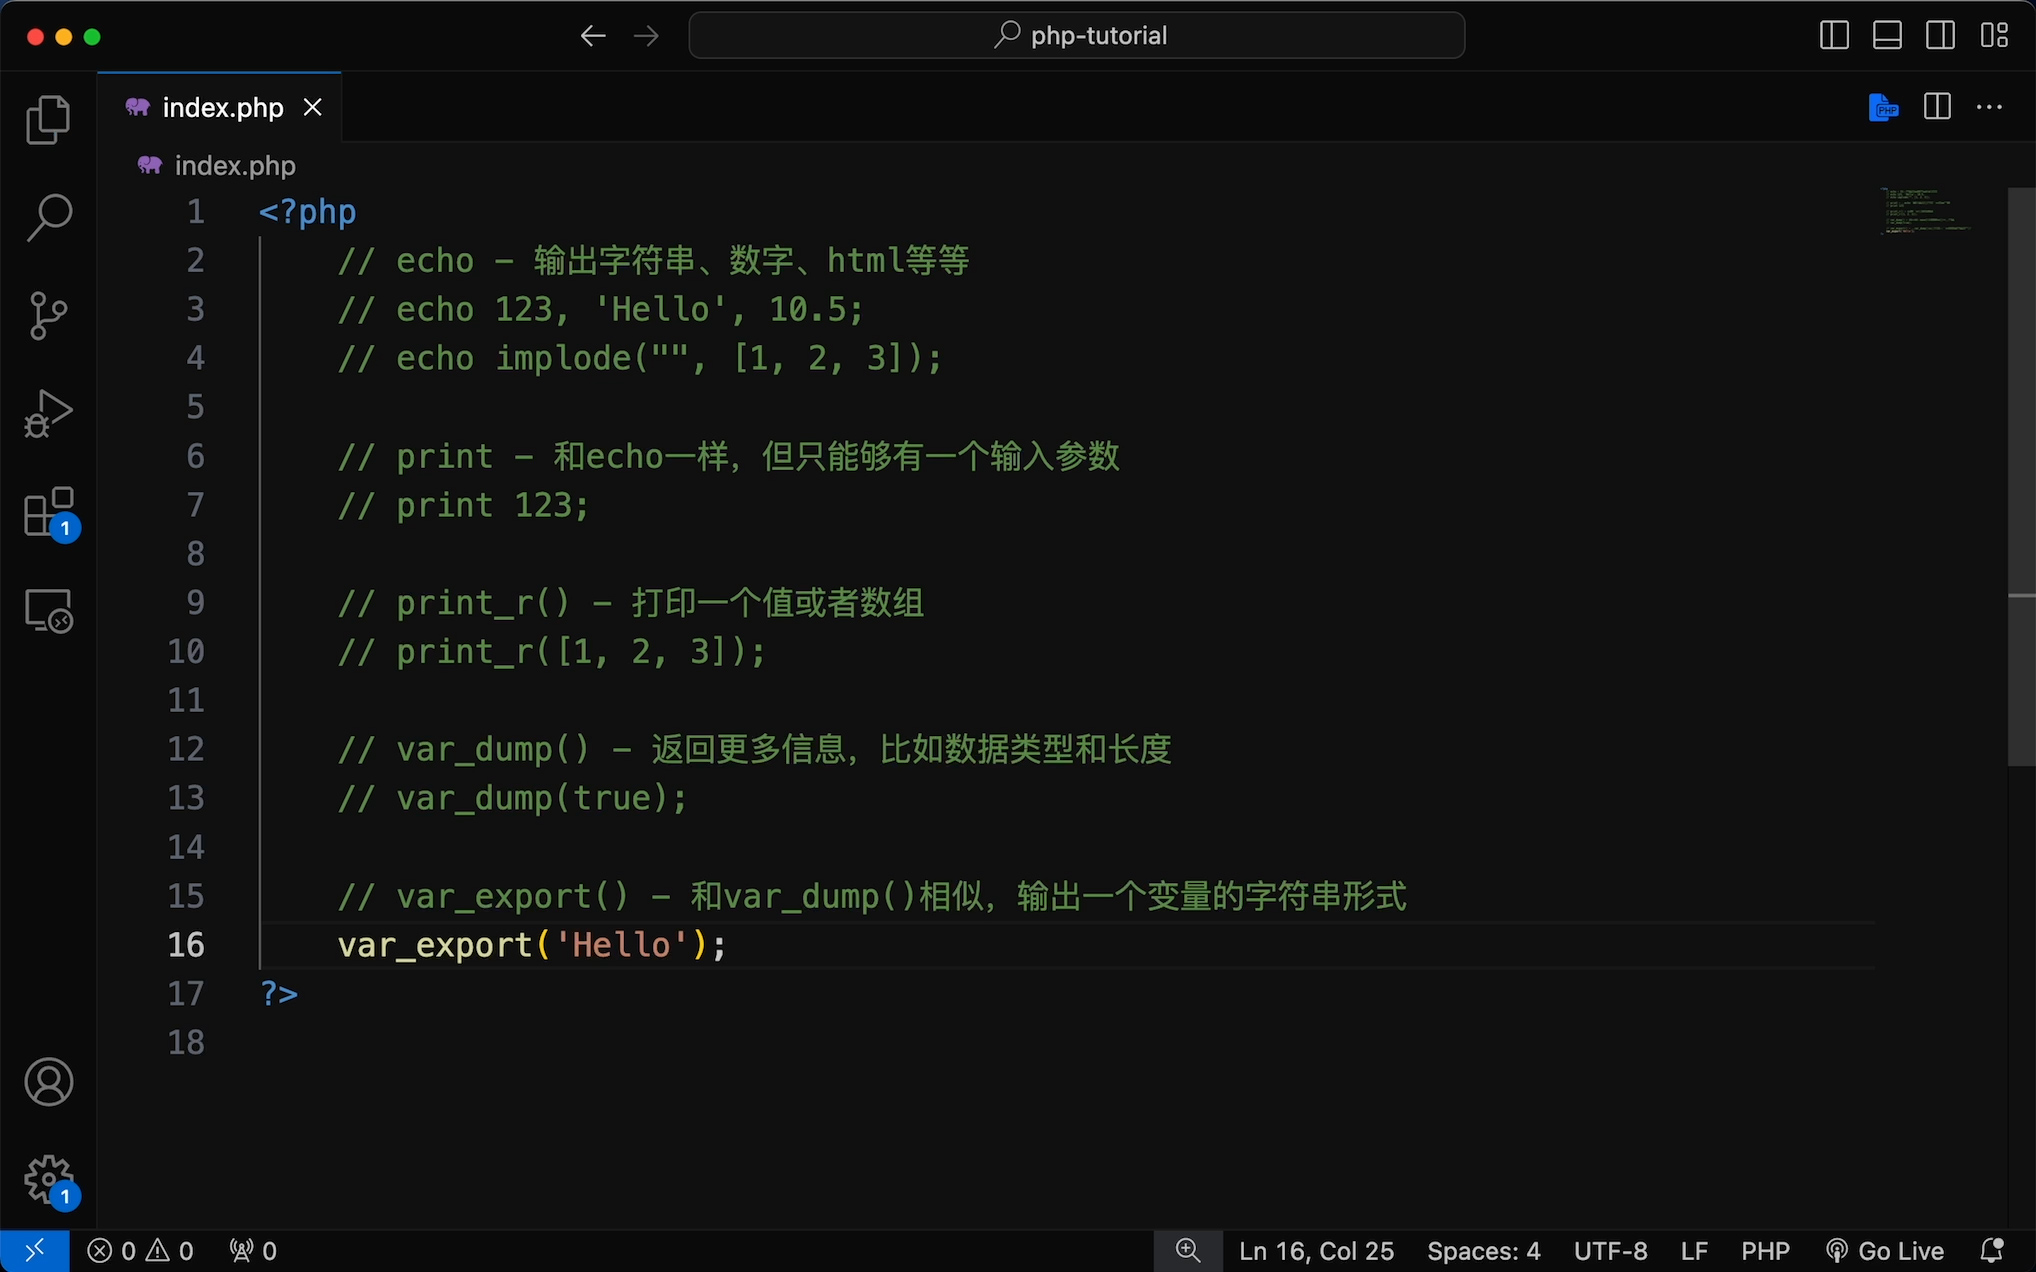 php-tutorial
index.php
index.php
1 <?php
2 // echo - 输出字符串、数字、html等等
3 // echo 123, 'Hello', 10.5;
4 // echo implode("", [1, 2, 3]);
5
6 // print - 和echo一样，但只能够有一个输入参数
7 // print 123;
8
9 // print_r() - 打印一个值或者数组
10 // print_r([1, 2, 3]);
11
12 // var_dump() - 返回更多信息，比如数据类型和长度
13 // var_dump(true);
14
15 // var_export() - 和var_dump()相似，输出一个变量的字符串形式
16 var_export('Hello');
17 ?>
18
1
1
0 0 0 Ln 16, Col 25 Spaces: 4 UTF-8 LF PHP Go Live